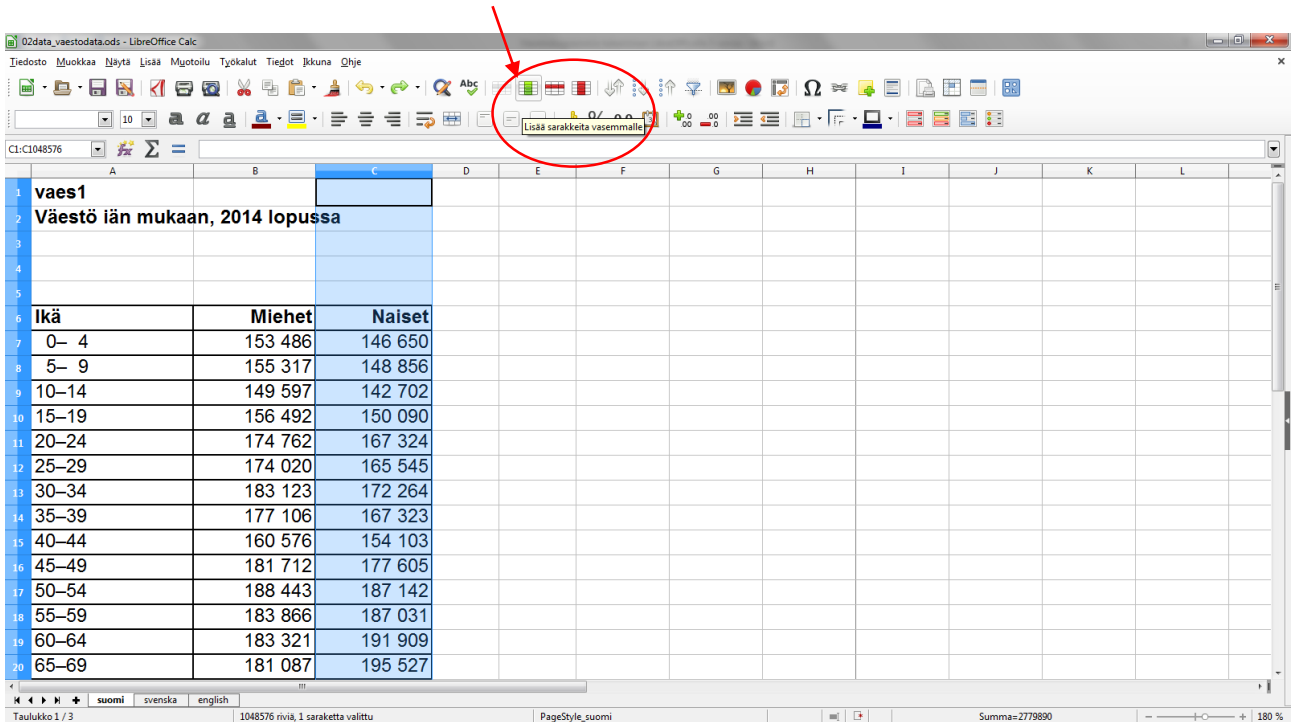 02data_vaestodata.ods - LibreOffice Calc
Tiedosto Muokkaa Näytä Lisää Muotoilu Työkalut Tiedot Ikkuna Ohje
10
Lisää sarakkeita vasemmalle
C1:C1048576
A B C D E F G H I J K L
1 vaes1
2 Väestö iän mukaan, 2014 lopussa
3
4
5
6 Ikä Miehet Naiset
7 0– 4 153 486 146 650
8 5– 9 155 317 148 856
9 10–14 149 597 142 702
10 15–19 156 492 150 090
11 20–24 174 762 167 324
12 25–29 174 020 165 545
13 30–34 183 123 172 264
14 35–39 177 106 167 323
15 40–44 160 576 154 103
16 45–49 181 712 177 605
17 50–54 188 443 187 142
18 55–59 183 866 187 031
19 60–64 183 321 191 909
20 65–69 181 087 195 527
suomi svenska english
Taulukko 1 / 3 1048576 riviä, 1 saraketta valittu PageStyle_suomi Summa=2779890 180 %